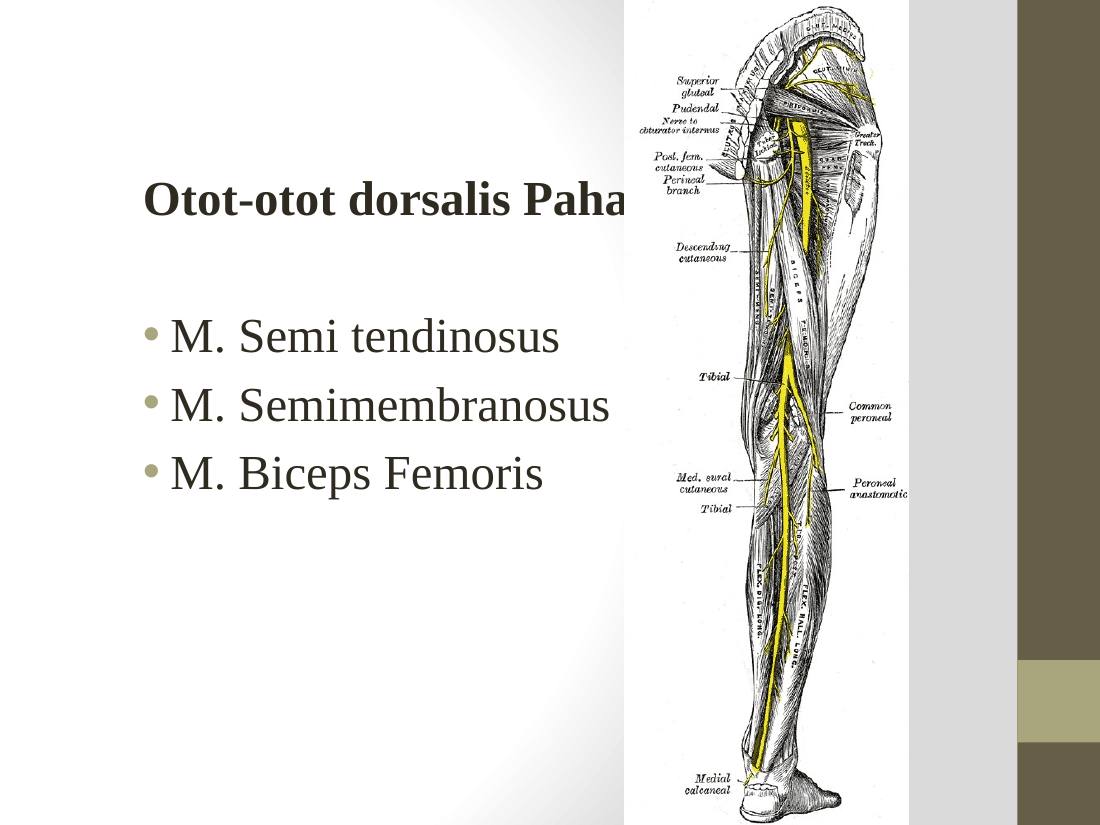 Otot-otot dorsalis Paha
• M. Semi tendinosus
• M. Semimembranosus
• M. Biceps Femoris
Superior
gluteal
Pudendal
Nerve to
obturator internus
Post. fem.
cutaneous
Perineal
branch
Descending
cutaneous
Tibial
Med. sural
cutaneous
Tibial
Medial
calcaneal
Greater
Troch.
BICEPS
FEMOR.
Common
peroneal
Peroneal
anastomotic
FLEX. DIGI. LONG.
FLEX. HALL. LONG.